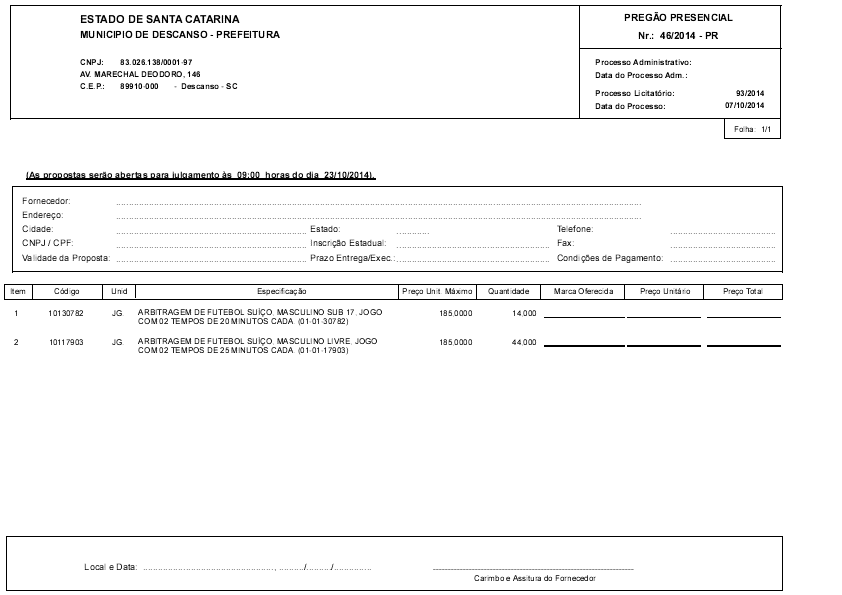 ESTADO DE SANTA CATARINA
MUNICIPIO DE DESCANSO - PREFEITURA
CNPJ: 83.026.138/0001-97
AV. MARECHAL DEODORO, 146
C.E.P.: 89910-000 - Descanso - SC
PREGÃO PRESENCIAL
Nr.: 46/2014 - PR
Processo Administrativo:
Data do Processo Adm.:
Processo Licitatório: 93/2014
Data do Processo: 07/10/2014
Folha: 1/1
(As propostas serão abertas para julgamento às 09:00 horas do dia 23/10/2014).
Fornecedor:
Endereço:
Cidade: Estado: Telefone:
CNPJ / CPF: Inscrição Estadual: Fax:
Validade da Proposta: Prazo Entrega/Exec.: Condições de Pagamento:
Item Código Unid Especificação Preço Unit. Máximo Quantidade Marca Oferecida Preço Unitário Preço Total
1 10130782 JG. ARBITRAGEM DE FUTEBOL SUÍÇO, MASCULINO SUB 17, JOGO 185,0000 14,000
COM 02 TEMPOS DE 20 MINUTOS CADA. (01-01-30782)
2 10117903 JG. ARBITRAGEM DE FUTEBOL SUÍÇO, MASCULINO LIVRE, JOGO 185,0000 44,000
COM 02 TEMPOS DE 25 MINUTOS CADA. (01-01-17903)
Local e Data: ............................................., ........./........./.............
Carimbo e Assitura do Fornecedor